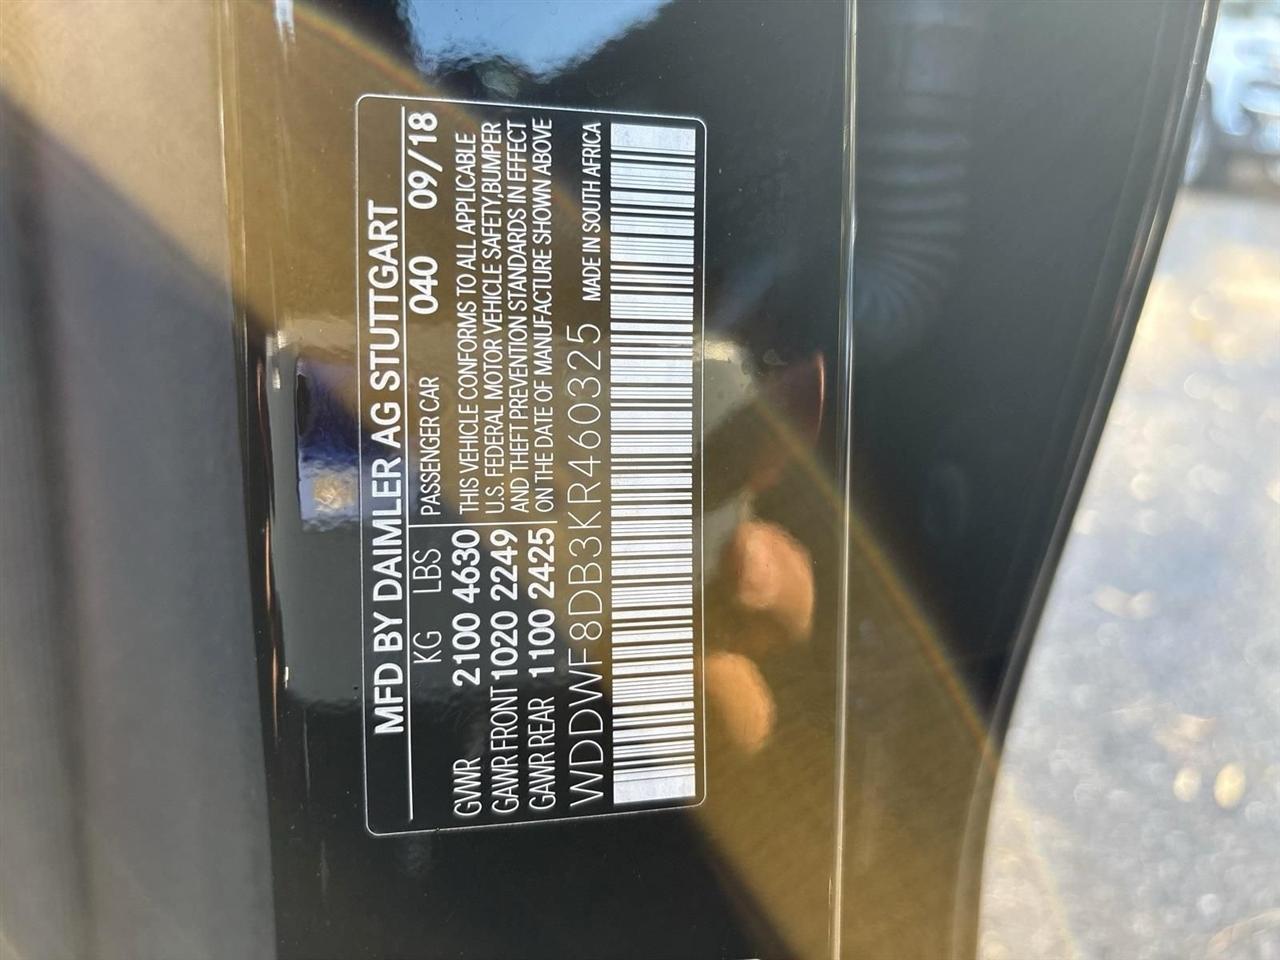 MFD BY DAIMLER AG STUTTGART
KG LBS PASSENGER CAR 040 09/18
GVWR 2100 4630
GAWR FRONT 1020 2249
GAWR REAR 1100 2425
THIS VEHICLE CONFORMS TO ALL APPLICABLE
U.S. FEDERAL MOTOR VEHICLE SAFETY,BUMPER
AND THEFT PREVENTION STANDARDS IN EFFECT
ON THE DATE OF MANUFACTURE SHOWN ABOVE
WDDWF8DB3KR460325 MADE IN SOUTH AFRICA